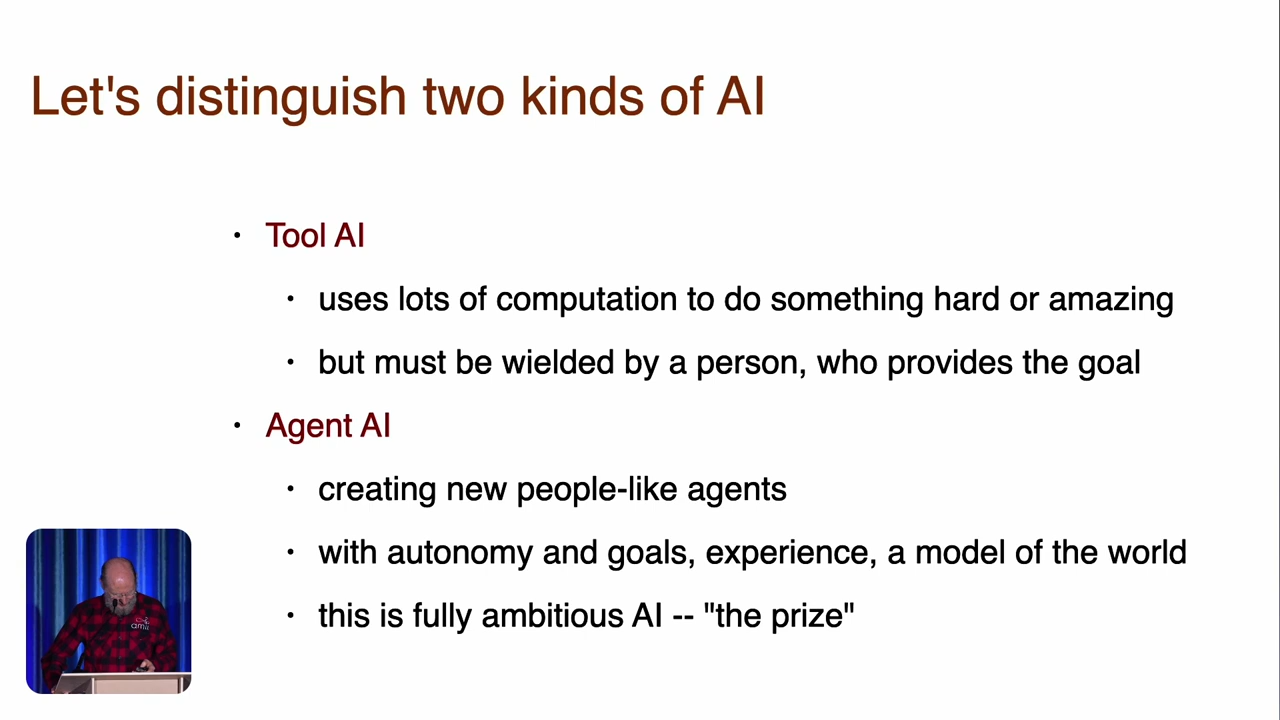 Let's distinguish two kinds of AI
• Tool AI
• uses lots of computation to do something hard or amazing
• but must be wielded by a person, who provides the goal
• Agent AI
• creating new people-like agents
• with autonomy and goals, experience, a model of the world
• this is fully ambitious AI -- "the prize"
amii